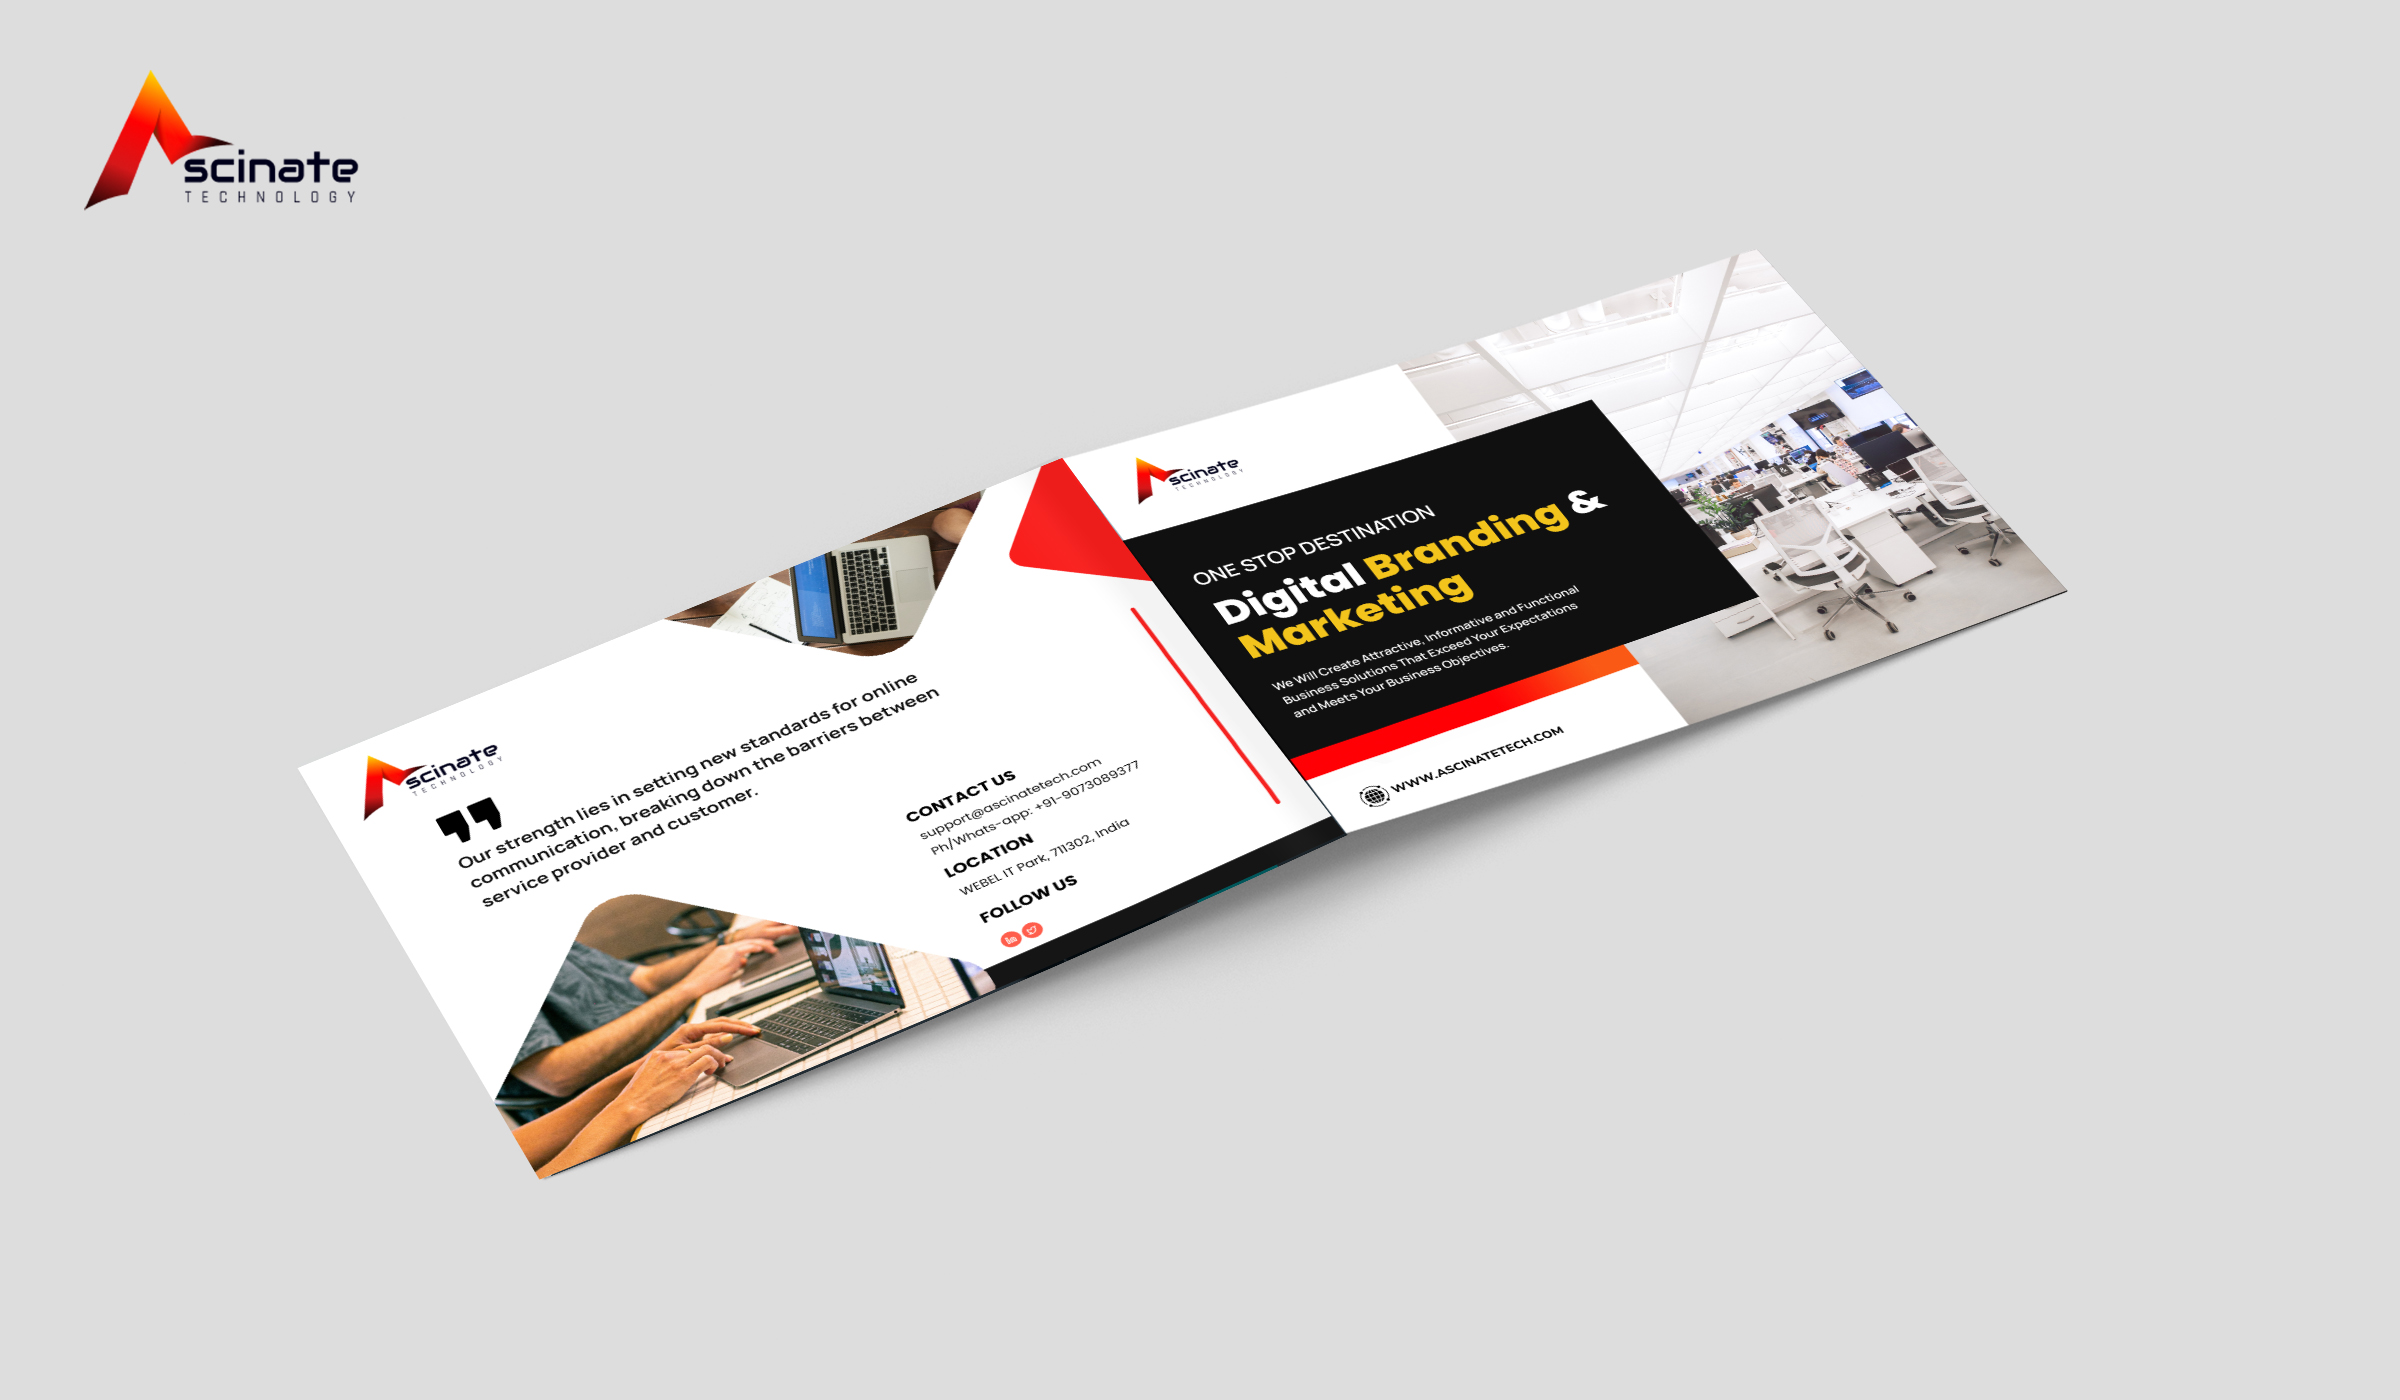 Ascinate
TECHNOLOGY
Ascinate
TECHNOLOGY
Our strength lies in setting new standards for online
communication, breaking down the barriers between
service provider and customer.
CONTACT US
support@ascinatetech.com
Ph/Whats-app: +91-9073089377
LOCATION
WEBEL IT Park, 711302, India
FOLLOW US
Ascinate
TECHNOLOGY
ONE STOP DESTINATION
Digital Branding &
Marketing
We Will Create Attractive, Informative and Functional
Business Solutions That Exceed Your Expectations
and Meets Your Business Objectives.
WWW.ASCINATETECH.COM